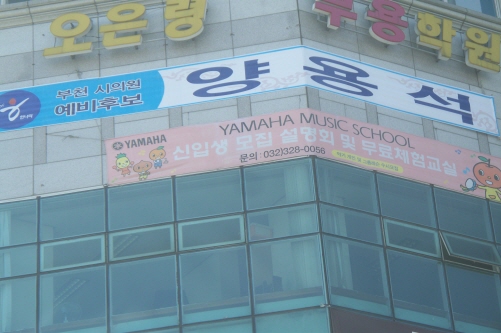 오은영 무용학원
부천 시의원
예비후보
양용석
YAMAHA
YAMAHA MUSIC SCHOOL
신입생 모집 설명회 및 무료체험교실
문의 032)328-0056